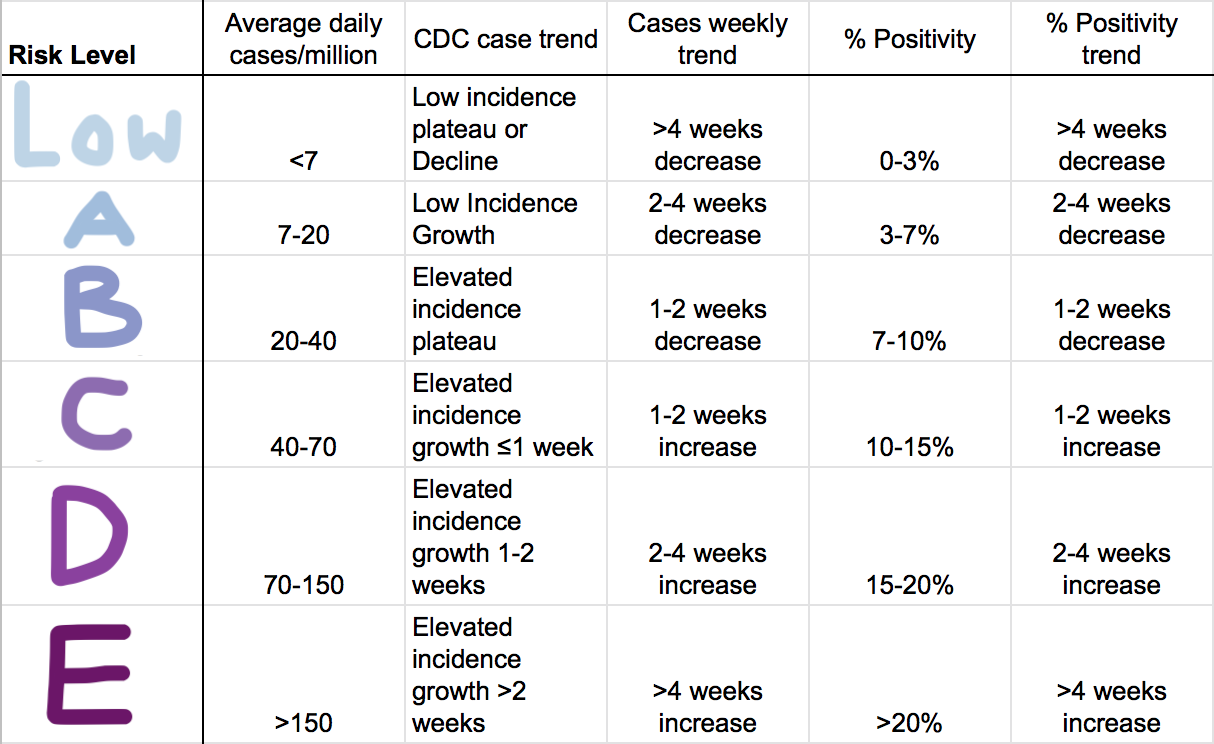 Risk Level
Average daily
cases/million
CDC case trend
Cases weekly
trend
% Positivity
% Positivity
trend
Low
<7
Low incidence
plateau or
Decline
>4 weeks
decrease
0-3%
>4 weeks
decrease
A
7-20
Low Incidence
Growth
2-4 weeks
decrease
3-7%
2-4 weeks
decrease
B
20-40
Elevated
incidence
plateau
1-2 weeks
decrease
7-10%
1-2 weeks
decrease
C
40-70
Elevated
incidence
growth ≤1 week
1-2 weeks
increase
10-15%
1-2 weeks
increase
D
70-150
Elevated
incidence
growth 1-2
weeks
2-4 weeks
increase
15-20%
2-4 weeks
increase
E
>150
Elevated
incidence
growth >2
weeks
>4 weeks
increase
>20%
>4 weeks
increase